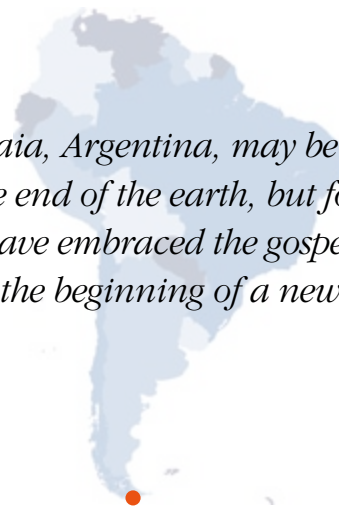 aia, Argentina, may be
e end of the earth, but fo
ave embraced the gospe
the beginning of a new